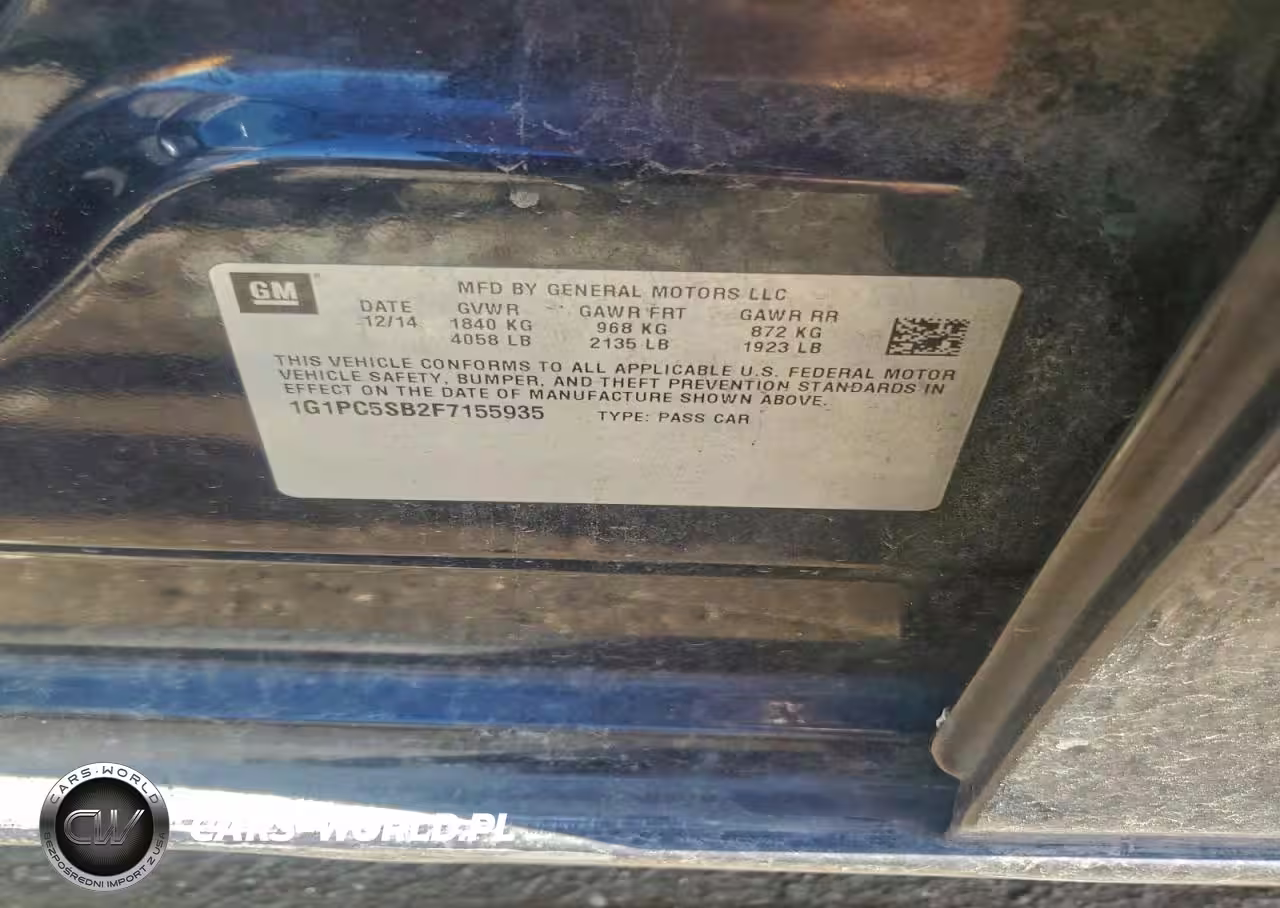 GM
MFD BY GENERAL MOTORS LLC
DATE GVWR GAWR FRT GAWR RR
12/14 1840 KG 968 KG 872 KG
4058 LB 2135 LB 1923 LB
THIS VEHICLE CONFORMS TO ALL APPLICABLE U.S. FEDERAL MOTOR
VEHICLE SAFETY, BUMPER, AND THEFT PREVENTION STANDARDS IN
EFFECT ON THE DATE OF MANUFACTURE SHOWN ABOVE.
1G1PC5SB2F7155935 TYPE: PASS CAR
CARS-WORLD
CW
BEZPOŚREDNI IMPORT Z USA
CARS-WORLD.PL